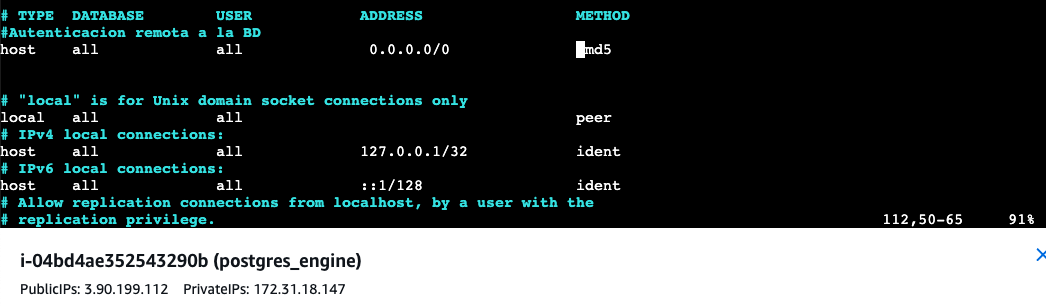 # TYPE  DATABASE        USER            ADDRESS                 METHOD
#Autenticacion remota a la BD
host    all             all              0.0.0.0/0               md5
# "local" is for Unix domain socket connections only
local   all             all                                     peer
# IPv4 local connections:
host    all             all             127.0.0.1/32            ident
# IPv6 local connections:
host    all             all             ::1/128                 ident
# Allow replication connections from localhost, by a user with the
# replication privilege.                                                                          112,50-65     91%
i-04bd4ae352543290b (postgres_engine)
PublicIPs: 3.90.199.112    PrivateIPs: 172.31.18.147